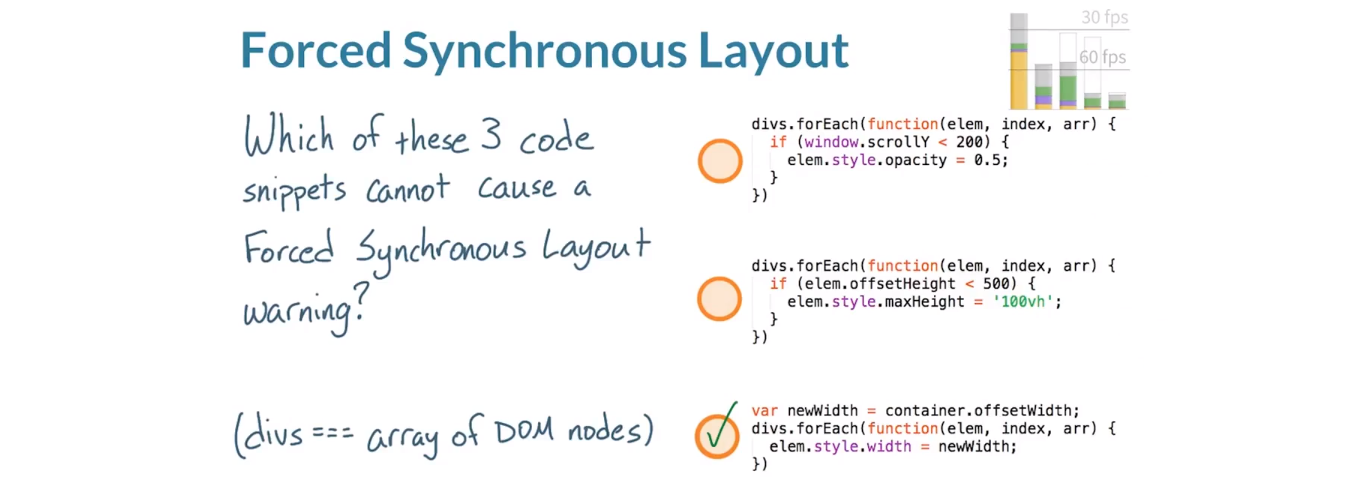 Forced Synchronous Layout
30 fps
60 fps
Which of these 3 code
snippets cannot cause a
Forced Synchronous Layout
warning?
(divs === array of DOM nodes)
divs.forEach(function(elem, index, arr) {
  if (window.scrollY < 200) {
    elem.style.opacity = 0.5;
  }
})
divs.forEach(function(elem, index, arr) {
  if (elem.offsetHeight < 500) {
    elem.style.maxHeight = '100vh';
  }
})
var newWidth = container.offsetWidth;
divs.forEach(function(elem, index, arr) {
  elem.style.width = newWidth;
})